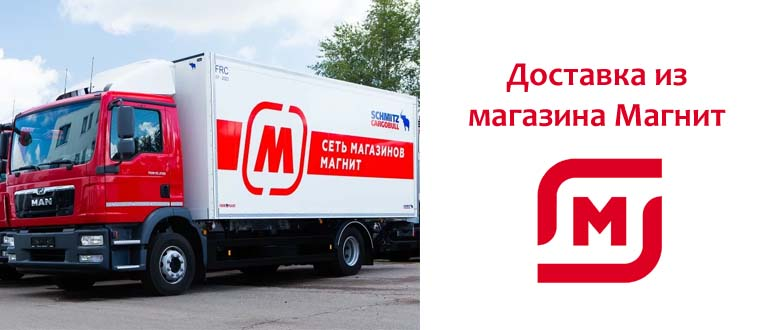 FRC
SCHMITZ
CARGOBULL
М
СЕТЬ МАГАЗИНОВ
МАГНИТ
MAN
Доставка из
магазина Магнит
М